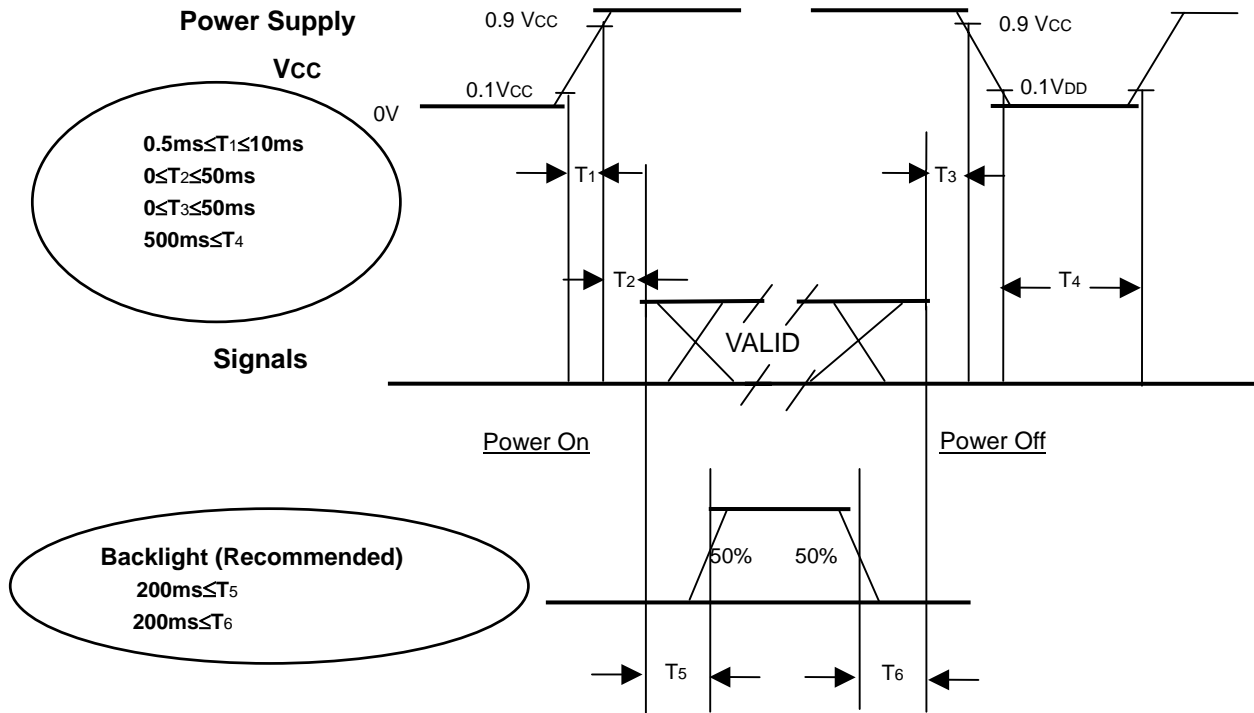 Power Supply
0.9 VCC
0.9 VCC
VCC
0.1VCC
0.1VDD
0V
0.5ms≤T1≤10ms
0≤T2≤50ms
0≤T3≤50ms
500ms≤T4
T1
T3
T2
T4
VALID
Signals
Power On
Power Off
Backlight (Recommended)
200ms≤T5
200ms≤T6
50%
50%
T5
T6